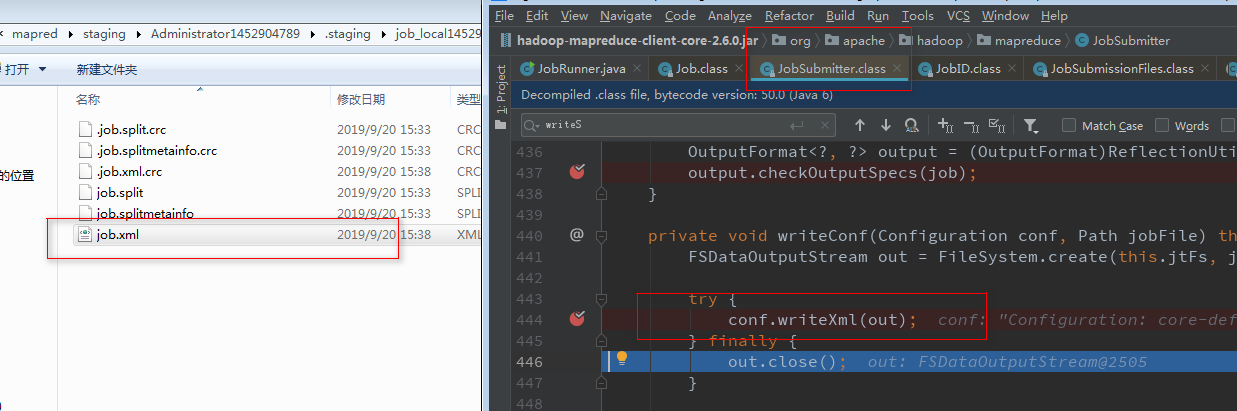 mapred
staging
Administrator1452904789
.staging
job_local14529
打开
新建文件夹
名称
修改日期
类型
.job.split.crc
2019/9/20 15:33
CRC
.job.splitmetainfo.crc
2019/9/20 15:33
CRC
的位置
.job.xml.crc
2019/9/20 15:38
CRC
job.split
2019/9/20 15:33
SPLI
job.splitmetainfo
2019/9/20 15:33
SPLI
job.xml
2019/9/20 15:38
XML
File Edit View Navigate Code Analyze Refactor Build Run Tools VCS Window Help
hadoop-mapreduce-client-core-2.6.0.jar org apache hadoop mapreduce JobSubmitter
JobRunner.java Job.class JobSubmitter.class JobID.class JobSubmissionFiles.class
1: Project
Decompiled .class file, bytecode version: 50.0 (Java 6)
writeS
Match Case
Words
436 OutputFormat<?, ?> output = (OutputFormat)ReflectionUti
437 output.checkOutputSpecs(job);
438 }
439
440 @ private void writeConf(Configuration conf, Path jobFile) th
441 FSDataOutputStream out = FileSystem.create(this.jtFs, j
442
443 try {
444 conf.writeXml(out); conf: "Configuration: core-def
445 } finally {
446 out.close(); out: FSDataOutputStream@2505
447 }
448